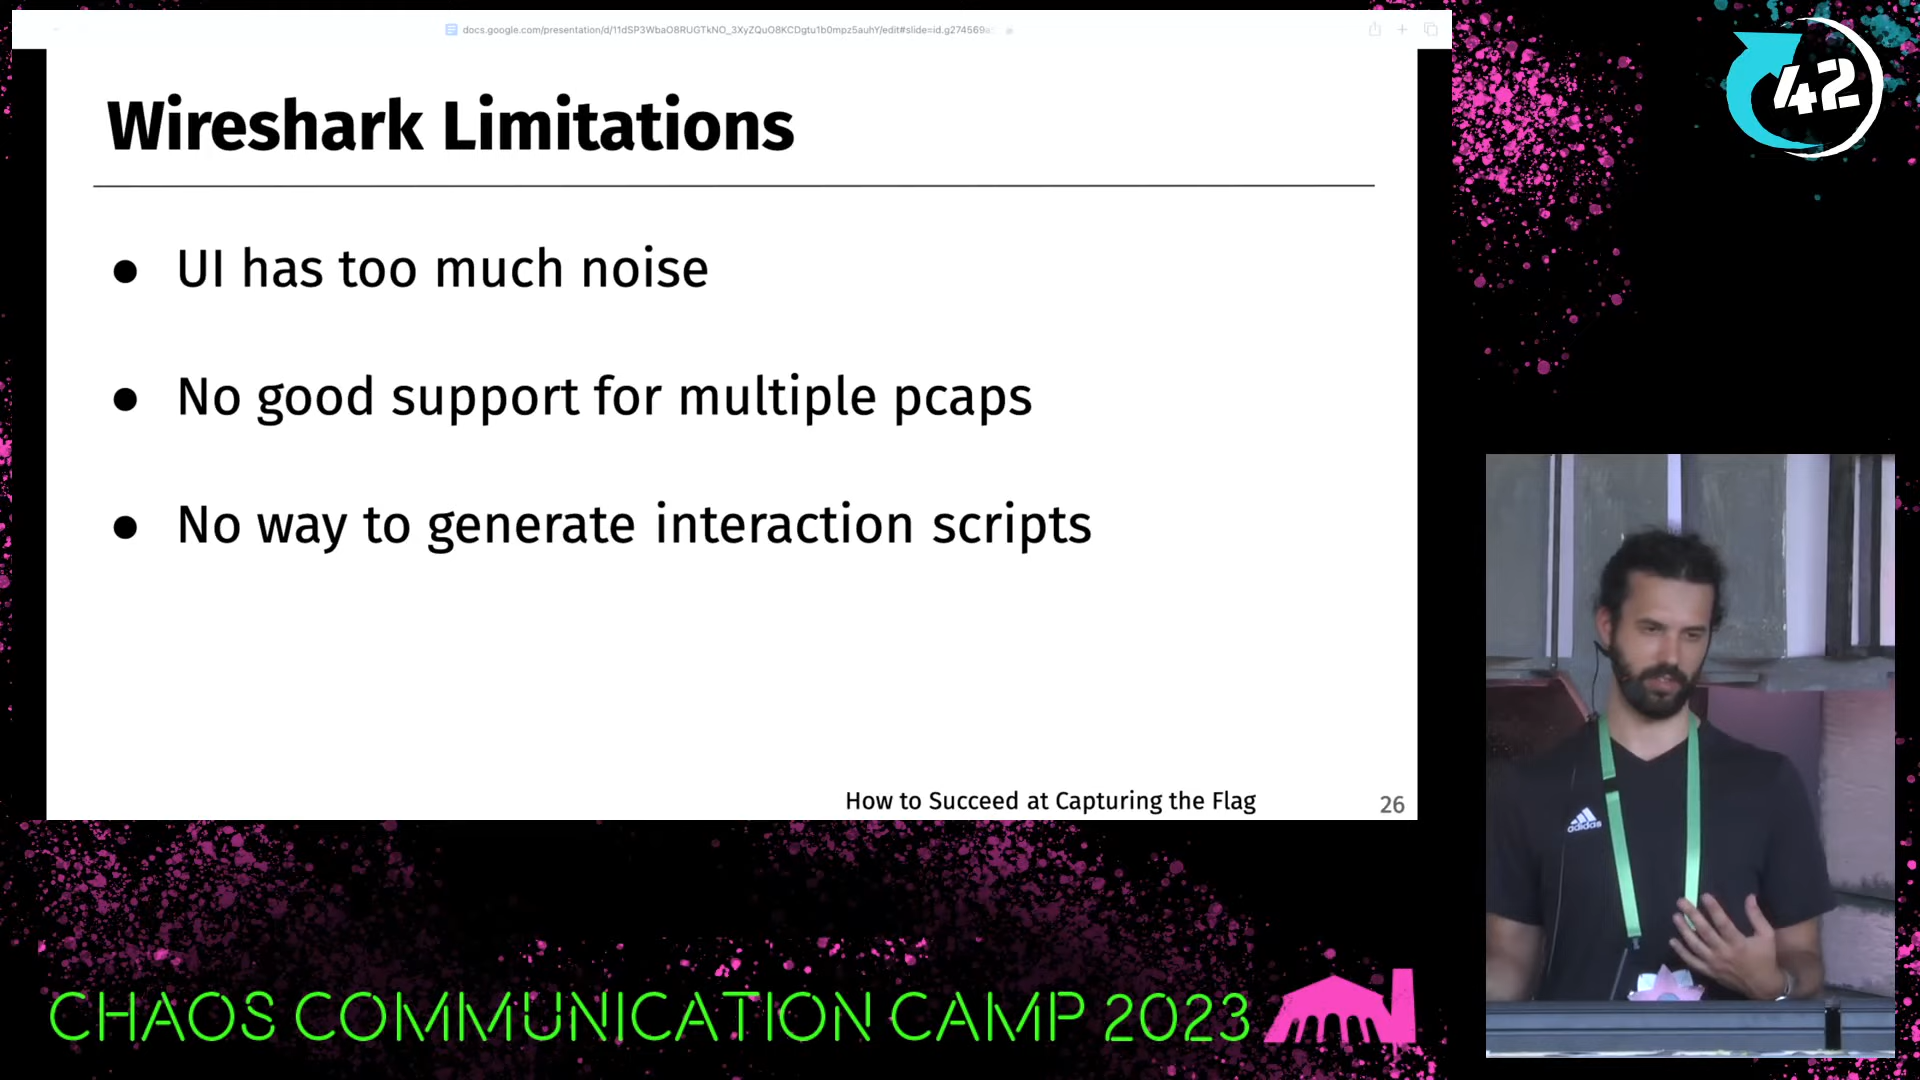 Wireshark Limitations
● UI has too much noise
● No good support for multiple pcaps
● No way to generate interaction scripts
How to Succeed at Capturing the Flag
26
42
adidas
CHAOS COMMUNICATION CAMP 2023